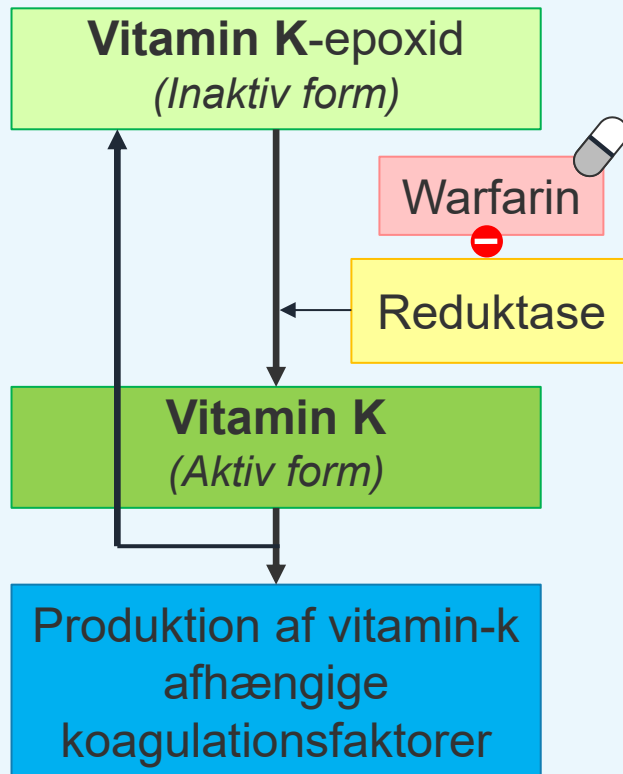 Vitamin K-epoxid
(Inaktiv form)
Warfarin
Reduktase
Vitamin K
(Aktiv form)
Produktion af vitamin-k
afhængige
koagulationsfaktorer